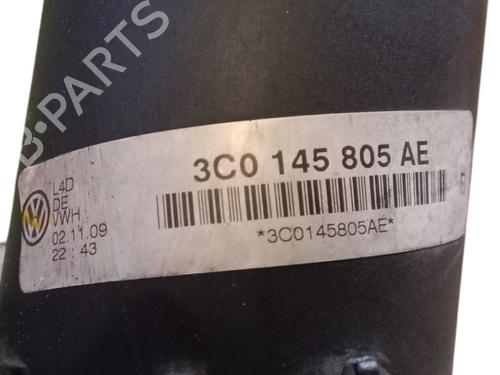 B-PARTS
3C0 145 805 AE
L4D
DE
VWH
02.11.09
22 : 43
*3C0145805AE*